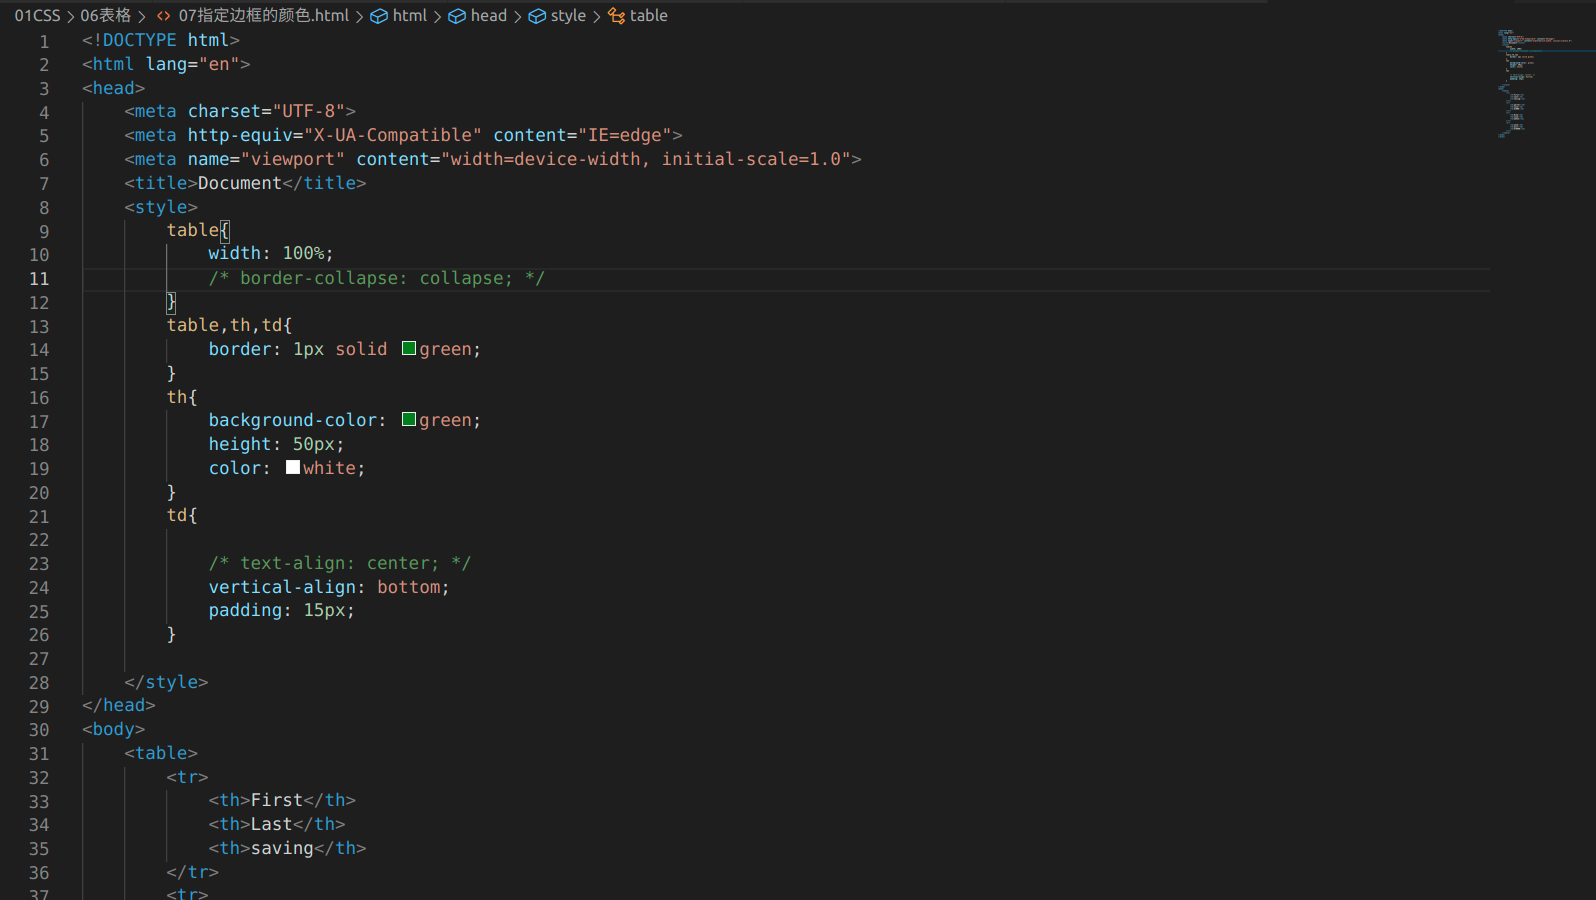 01CSS > 06表格 > <> 07指定边框的颜色.html > html > head > style > table
1 <!DOCTYPE html>
2 <html lang="en">
3 <head>
4     <meta charset="UTF-8">
5     <meta http-equiv="X-UA-Compatible" content="IE=edge">
6     <meta name="viewport" content="width=device-width, initial-scale=1.0">
7     <title>Document</title>
8     <style>
9         table{
10             width: 100%;
11             /* border-collapse: collapse; */
12         }
13         table,th,td{
14             border: 1px solid green;
15         }
16         th{
17             background-color: green;
18             height: 50px;
19             color: white;
20         }
21         td{
22
23             /* text-align: center; */
24             vertical-align: bottom;
25             padding: 15px;
26         }
27
28     </style>
29 </head>
30 <body>
31     <table>
32         <tr>
33             <th>First</th>
34             <th>Last</th>
35             <th>saving</th>
36         </tr>
37         <tr>